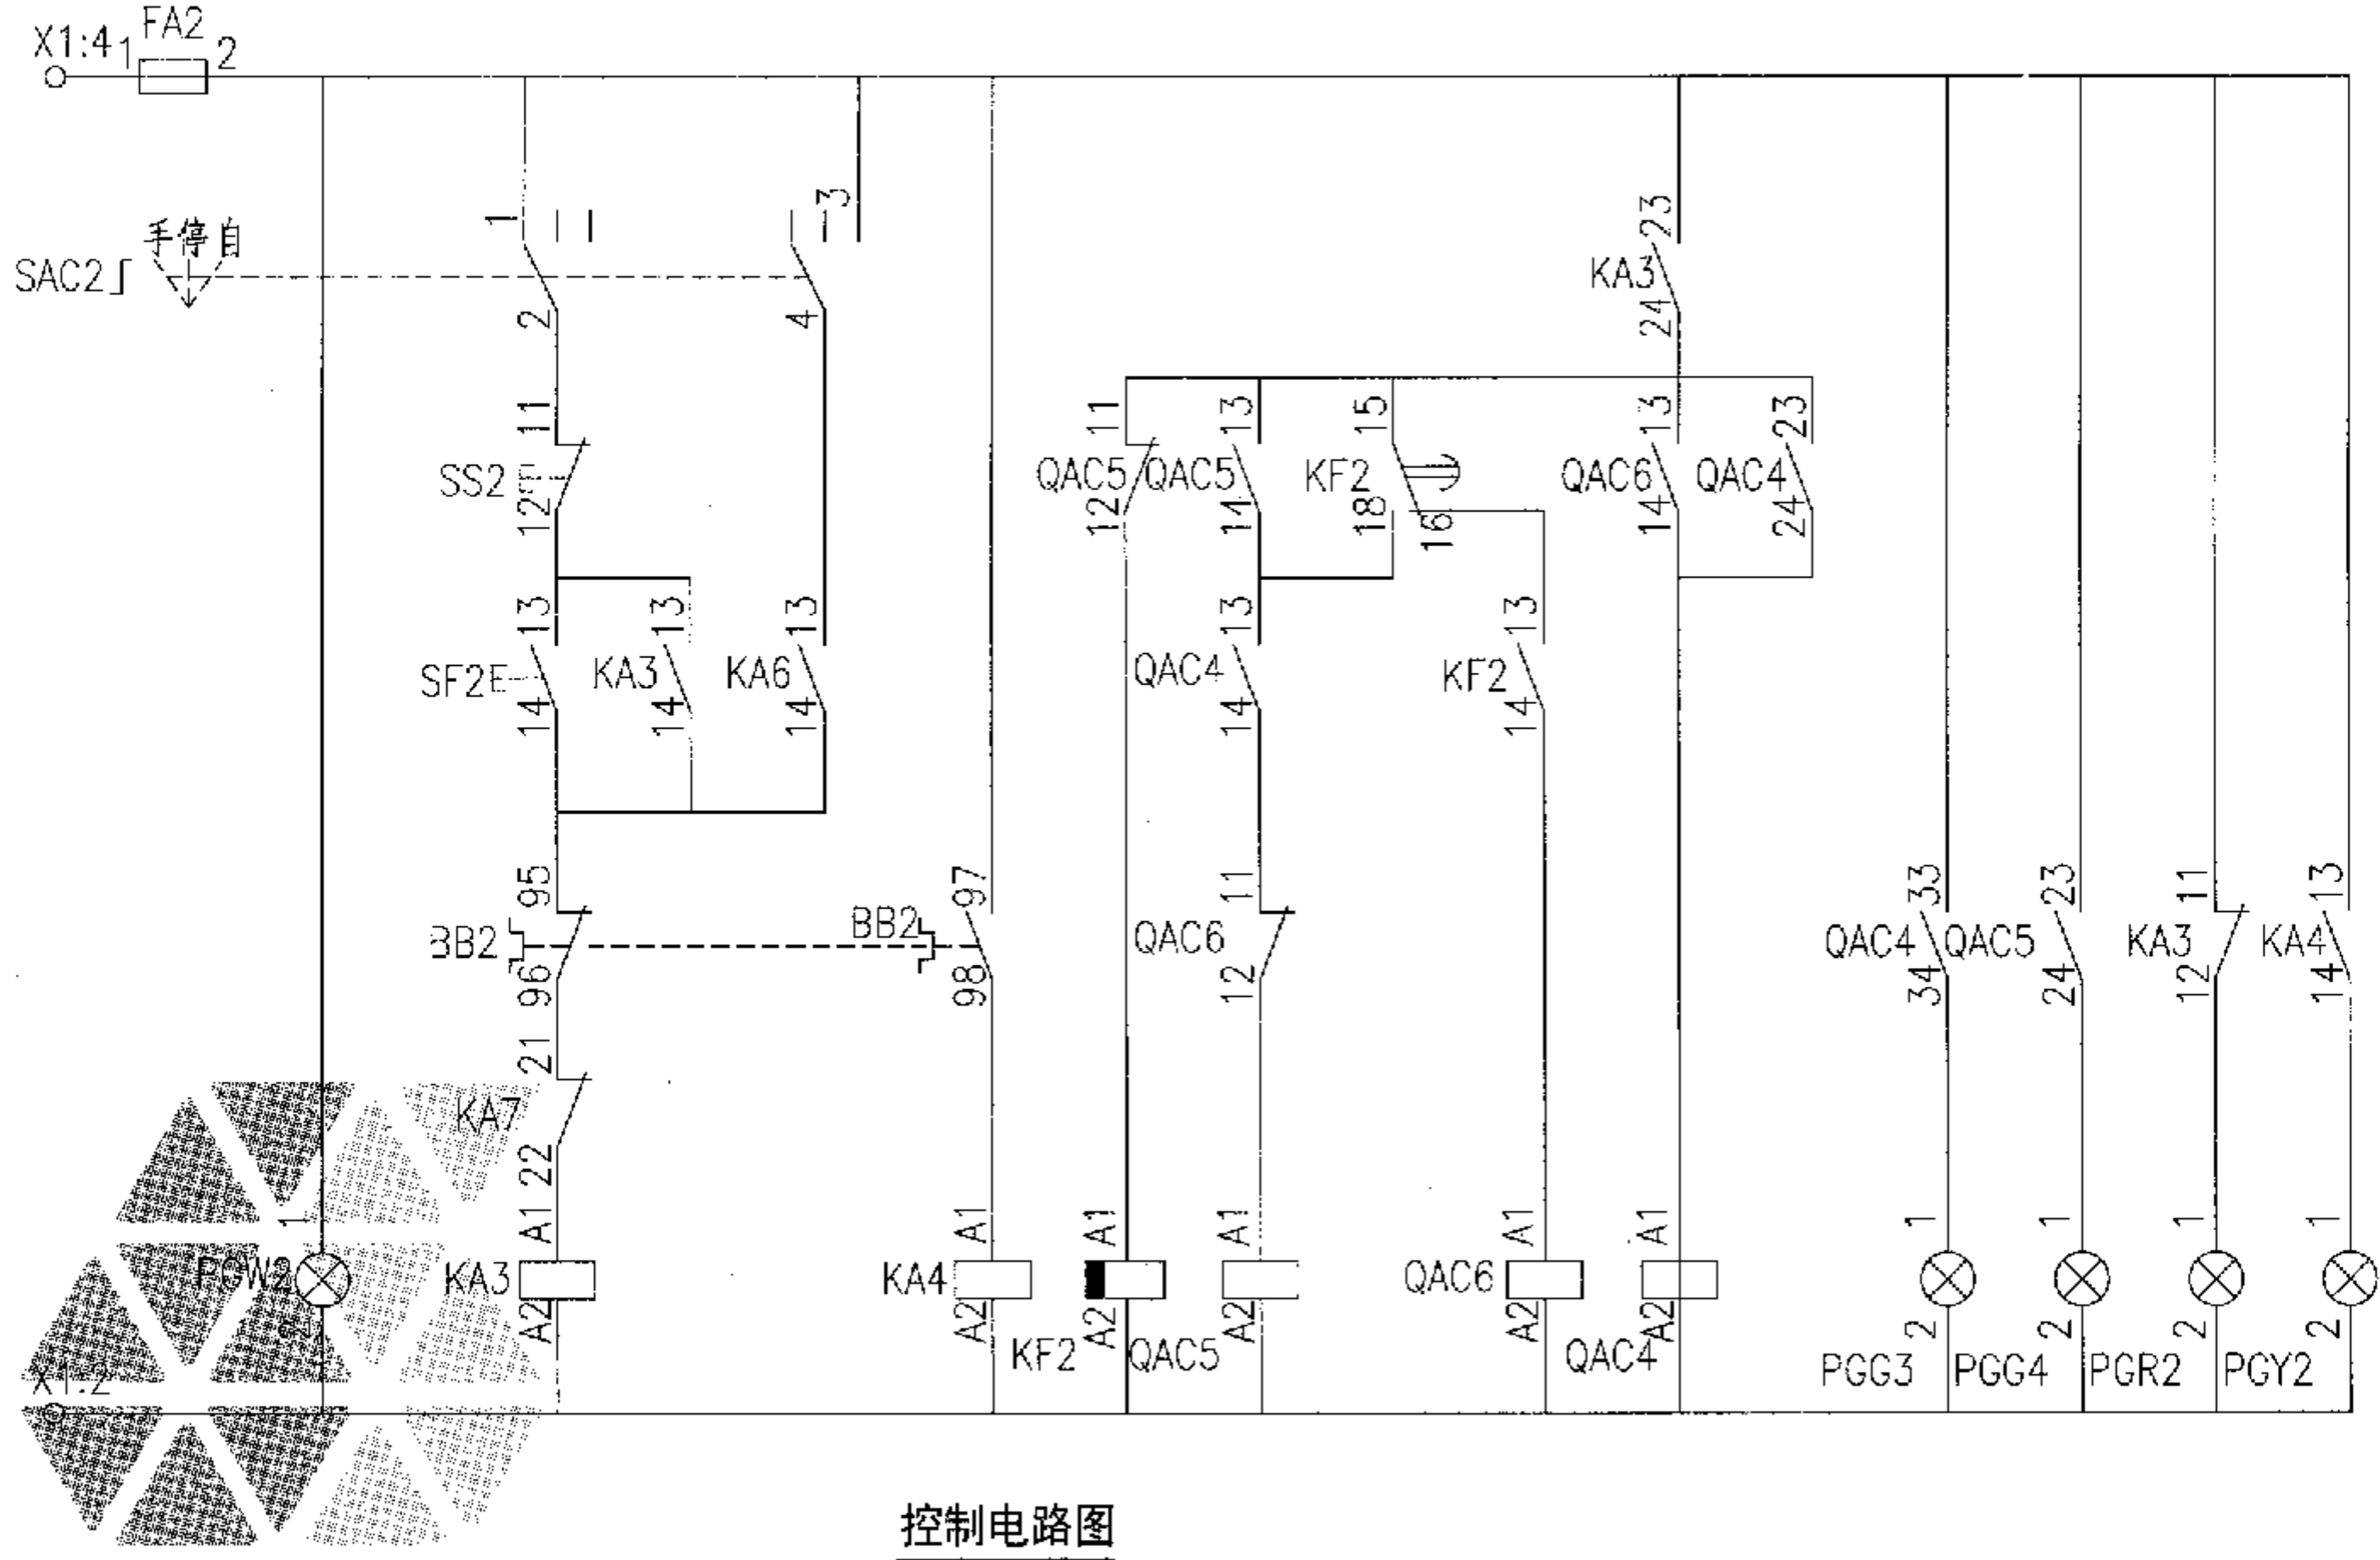 FA2
X1:4
1
2
1
3
手停自
SAC2
2
4
23
KA3
24
11
SS2
12
11
QAC5
12
13
QAC5
14
15
KF2
18
16
13
QAC6
14
23
QAC4
24
13
SF2
14
13
KA3
14
13
KA6
14
13
QAC4
14
13
KF2
14
95
BB2
96
BB2
97
98
11
QAC6
12
33
QAC4
34
23
QAC5
24
11
KA3
12
13
KA4
14
21
KA7
22
1
PGW2
2
A1
KA3
A2
A1
KA4
A2
A1
KF2
A2
A1
QAC5
A2
A1
QAC6
A2
A1
QAC4
A2
1
2
PGG3
1
2
PGG4
1
2
PGR2
1
2
PGY2
X1:2
控制电路图